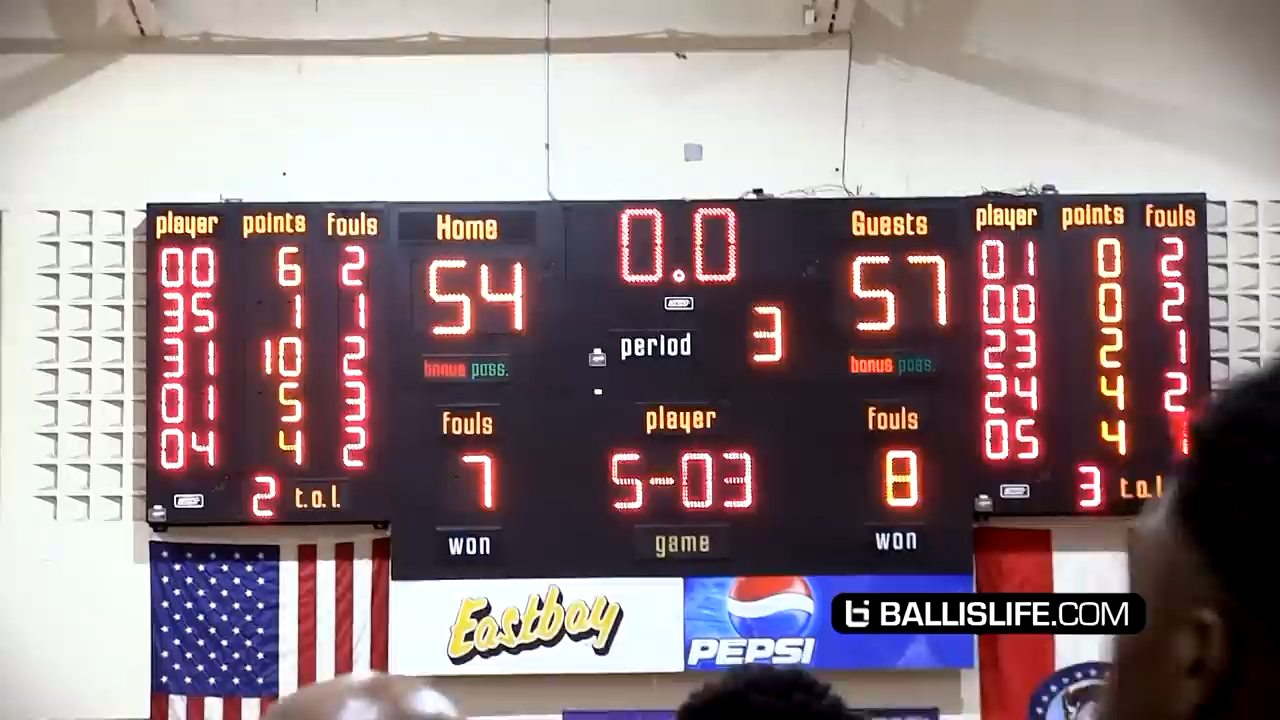 player points fouls Home 0.0 Guests player points fouls
00 6 2 54 57 01 0 2
35 1 1 00 0 2
31 10 2 period 3 23 2 1
bonus poss. bonus poss.
01 5 3 24 4 2
04 4 2 fouls player fouls 05 4
2 t.o.l. 7 5-03 8 3 t.o.l
won game won
Eastbay PEPSI BALLISLIFE.COM